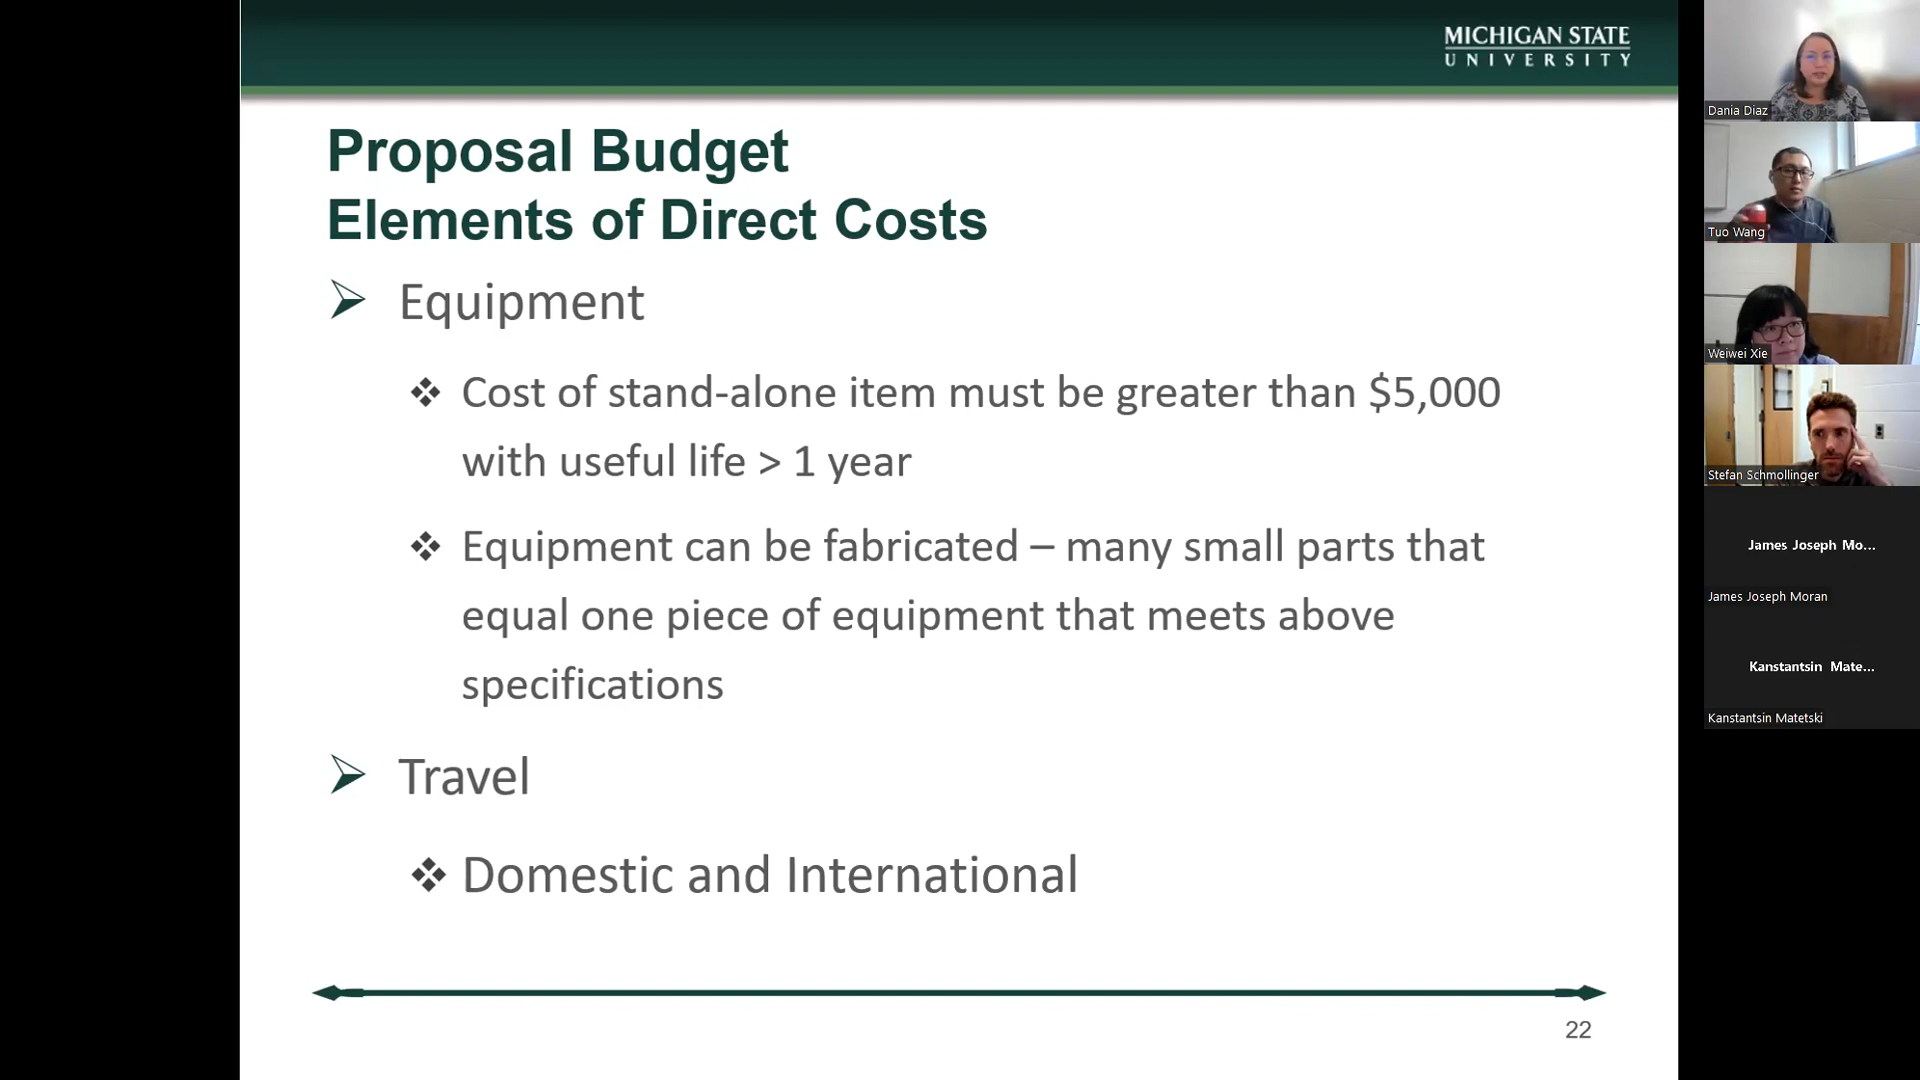 MICHIGAN STATE
UNIVERSITY
Proposal Budget
Elements of Direct Costs
Equipment
Cost of stand-alone item must be greater than $5,000
with useful life > 1 year
Equipment can be fabricated – many small parts that
equal one piece of equipment that meets above
specifications
Travel
Domestic and International
22
Dania Diaz
Tuo Wang
Weiwei Xie
Stefan Schmollinger
James Joseph Mo...
James Joseph Moran
Kanstantsin Mate...
Kanstantsin Matetski